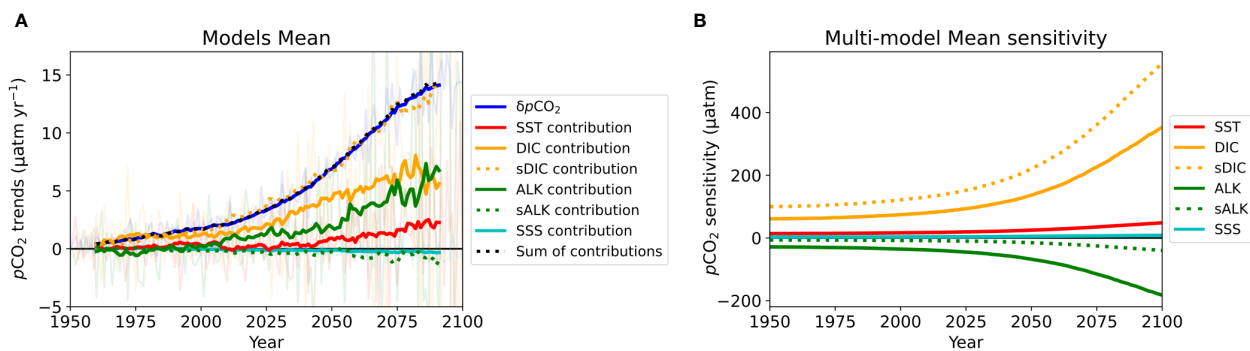 A
Models Mean
pCO₂ trends (µatm yr⁻¹)
15
10
5
0
−5
1950
1975
2000
2025
2050
2075
2100
Year
δpCO₂
SST contribution
DIC contribution
sDIC contribution
ALK contribution
sALK contribution
SSS contribution
Sum of contributions
B
Multi-model Mean sensitivity
pCO₂ sensitivity (µatm)
400
200
0
−200
1950
1975
2000
2025
2050
2075
2100
Year
SST
DIC
sDIC
ALK
sALK
SSS